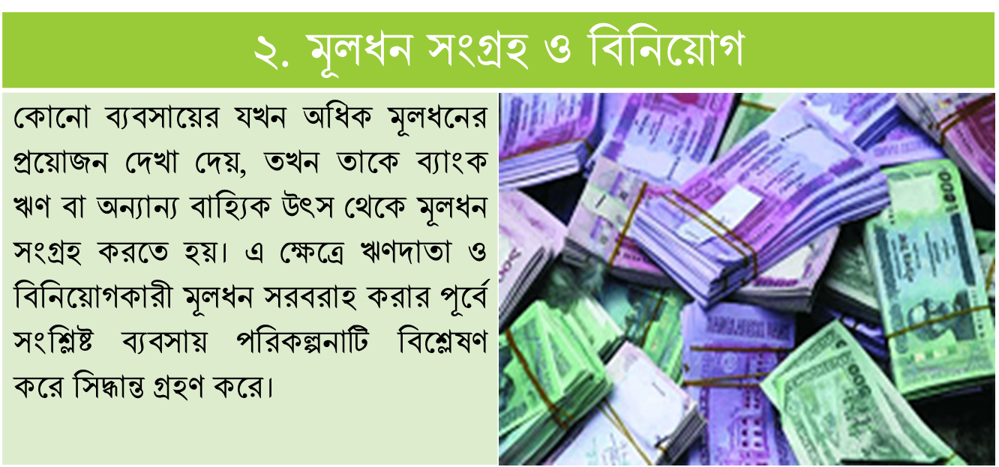 ২. মূলধন সংগ্রহ ও বিনিয়োগ
কোনো ব্যবসায়ের যখন অধিক মূলধনের
প্রয়োজন দেখা দেয়, তখন তাকে ব্যাংক
ঋণ বা অন্যান্য বাহ্যিক উৎস থেকে মূলধন
সংগ্রহ করতে হয়। এ ক্ষেত্রে ঋণদাতা ও
বিনিয়োগকারী মূলধন সরবরাহ করার পূর্বে
সংশ্লিষ্ট ব্যবসায় পরিকল্পনাটি বিশ্লেষণ
করে সিদ্ধান্ত গ্রহণ করে।